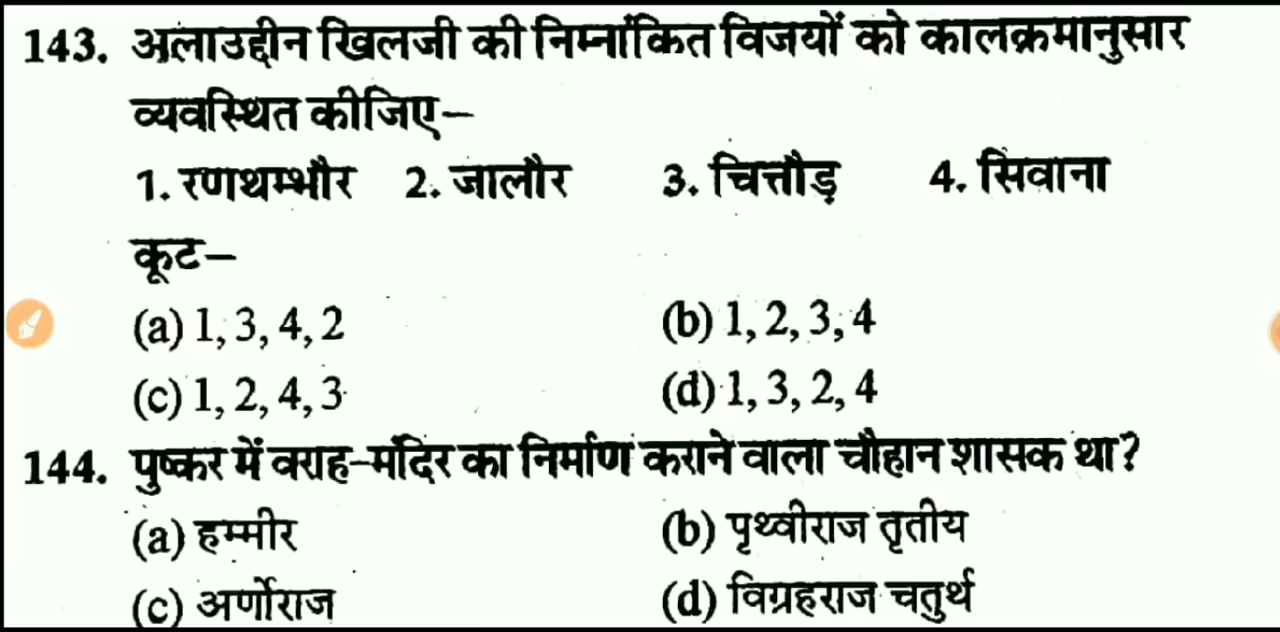 143. अलाउद्दीन खिलजी की निम्नांकित विजयों को कालक्रमानुसार
व्यवस्थित कीजिए–
1. रणथम्भौर 2. जालौर 3. चित्तौड़ 4. सिवाना
कूट–
(a) 1, 3, 4, 2 (b) 1, 2, 3, 4
(c) 1, 2, 4, 3 (d) 1, 3, 2, 4
144. पुष्कर में वराह-मंदिर का निर्माण कराने वाला चौहान शासक था?
(a) हम्मीर (b) पृथ्वीराज तृतीय
(c) अर्णोराज (d) विग्रहराज चतुर्थ